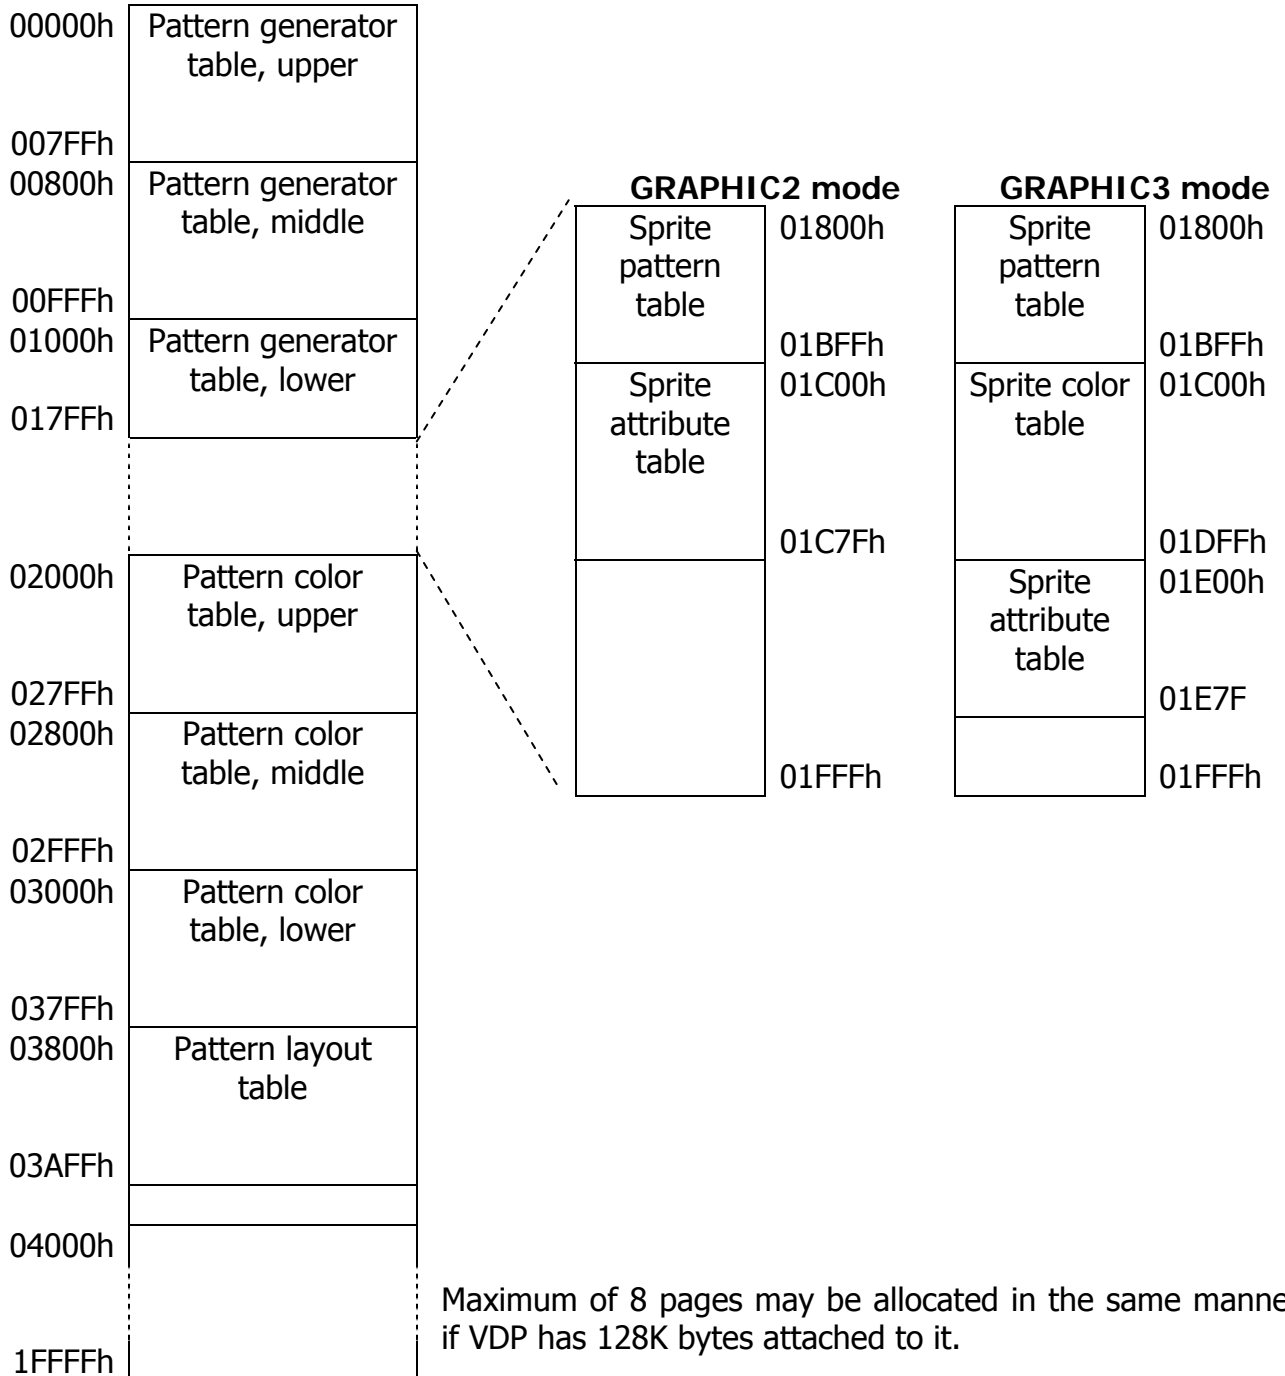 00000h
Pattern generator
table, upper
007FFh
00800h
Pattern generator
table, middle
00FFFh
01000h
Pattern generator
table, lower
017FFh
02000h
Pattern color
table, upper
027FFh
02800h
Pattern color
table, middle
02FFFh
03000h
Pattern color
table, lower
037FFh
03800h
Pattern layout
table
03AFFh
04000h
1FFFFh
GRAPHIC2 mode
Sprite
pattern
table
01800h
01BFFh
Sprite
attribute
table
01C00h
01C7Fh
01FFFh
GRAPHIC3 mode
Sprite
pattern
table
01800h
01BFFh
Sprite color
table
01C00h
01DFFh
Sprite
attribute
table
01E00h
01E7F
01FFFh
Maximum of 8 pages may be allocated in the same manne
if VDP has 128K bytes attached to it.